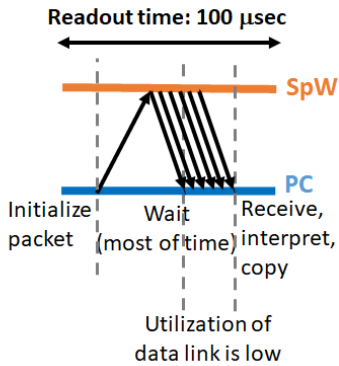 Readout time: 100 μsec
SpW
PC
Initialize
packet
Wait
(most of time)
Receive,
interpret,
copy
Utilization of
data link is low